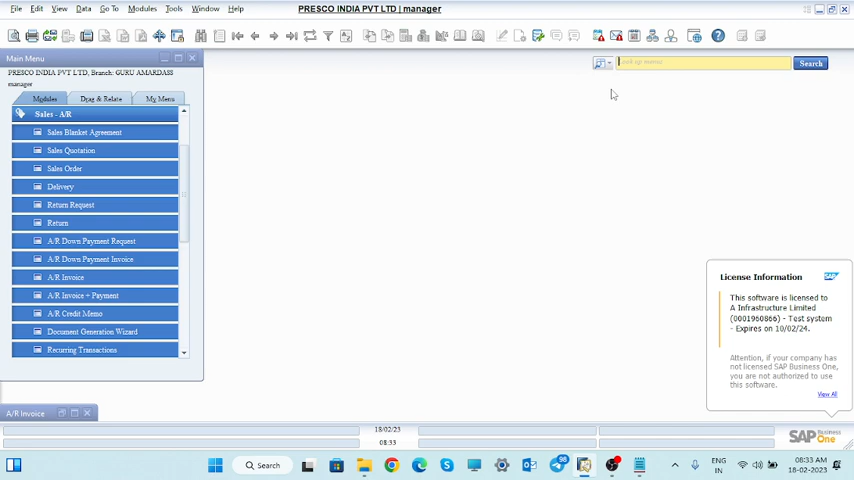 File Edit View Data Go To Modules Tools Window Help
PRESCO INDIA PVT LTD | manager
Main Menu
PRESCO INDIA PVT LTD, Branch: GURU AMARDASS
manager
Modules Drag & Relate My Menu
Sales - A/R
Sales Blanket Agreement
Sales Quotation
Sales Order
Delivery
Return Request
Return
A/R Down Payment Request
A/R Down Payment Invoice
A/R Invoice
A/R Invoice + Payment
A/R Credit Memo
Document Generation Wizard
Recurring Transactions
A/R Invoice
Search
License Information SAP
This software is licensed to
A Infrastructure Limited
(0001960866) - Test system
- Expires on 10/02/24.
Attention, if your company has
not licensed SAP Business One,
you are not authorized to use
this software.
View All
18/02/23
08:33
SAP Business One
Search
98
ENG
IN
08:33 AM
18-02-2023